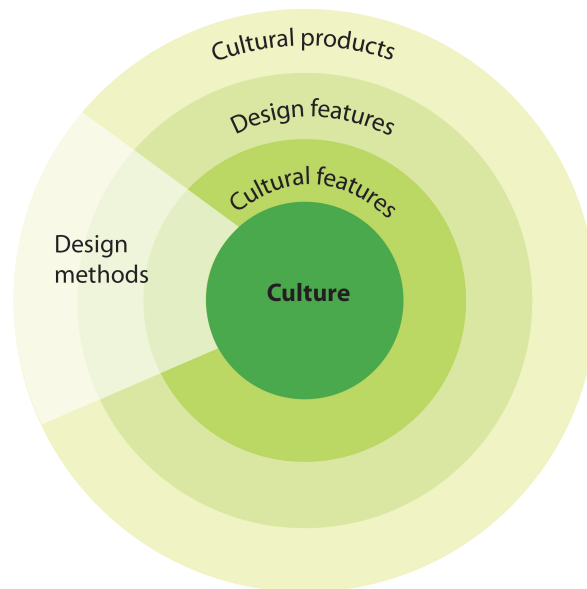 Cultural products
Design features
Cultural features
Design
methods
Culture